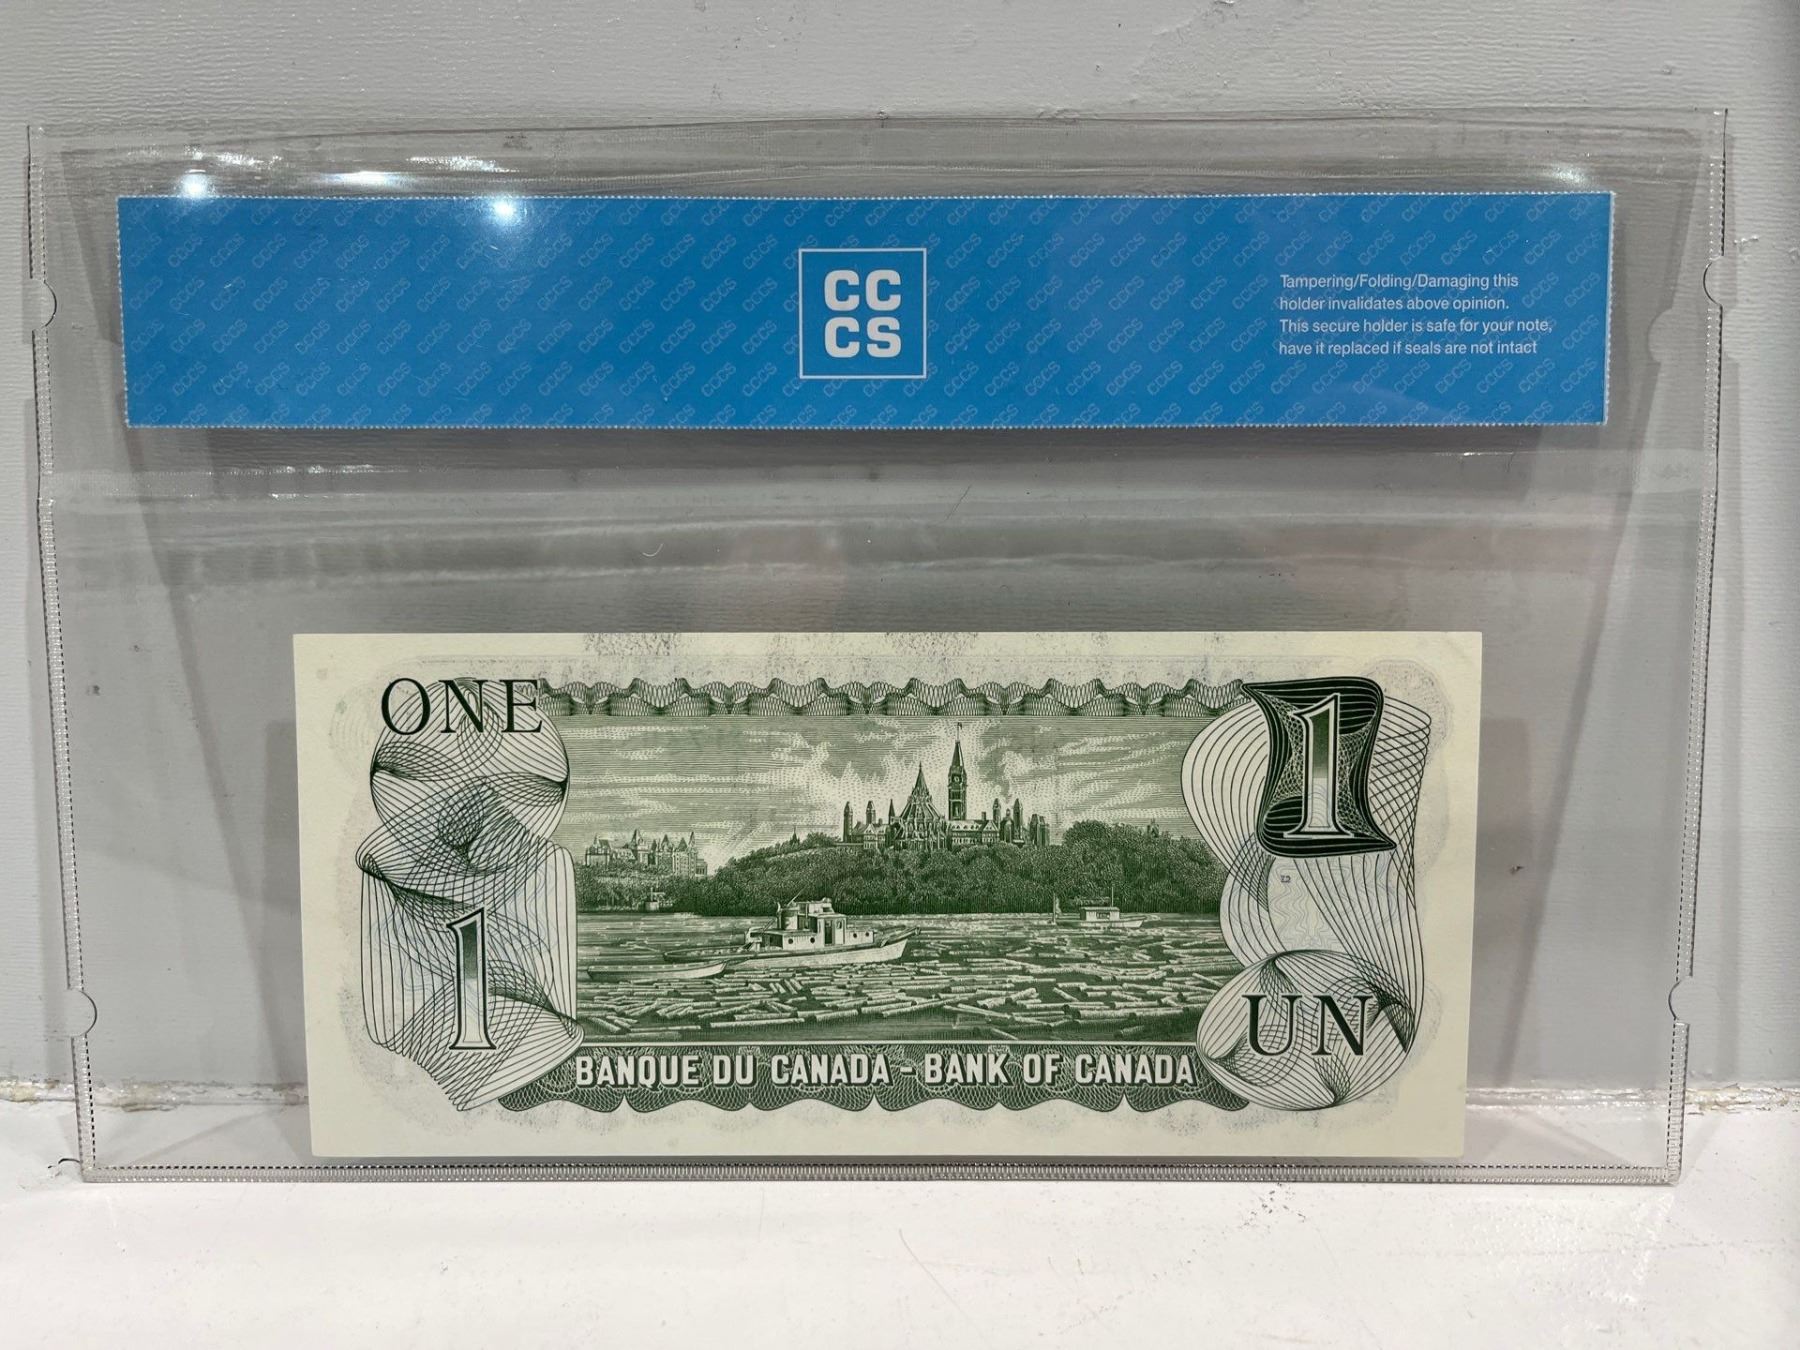 CC
CS
Tampering/Folding/Damaging this
holder invalidates above opinion.
This secure holder is safe for your note,
have it replaced if seals are not intact
ONE
1
1
UN
BANQUE DU CANADA - BANK OF CANADA